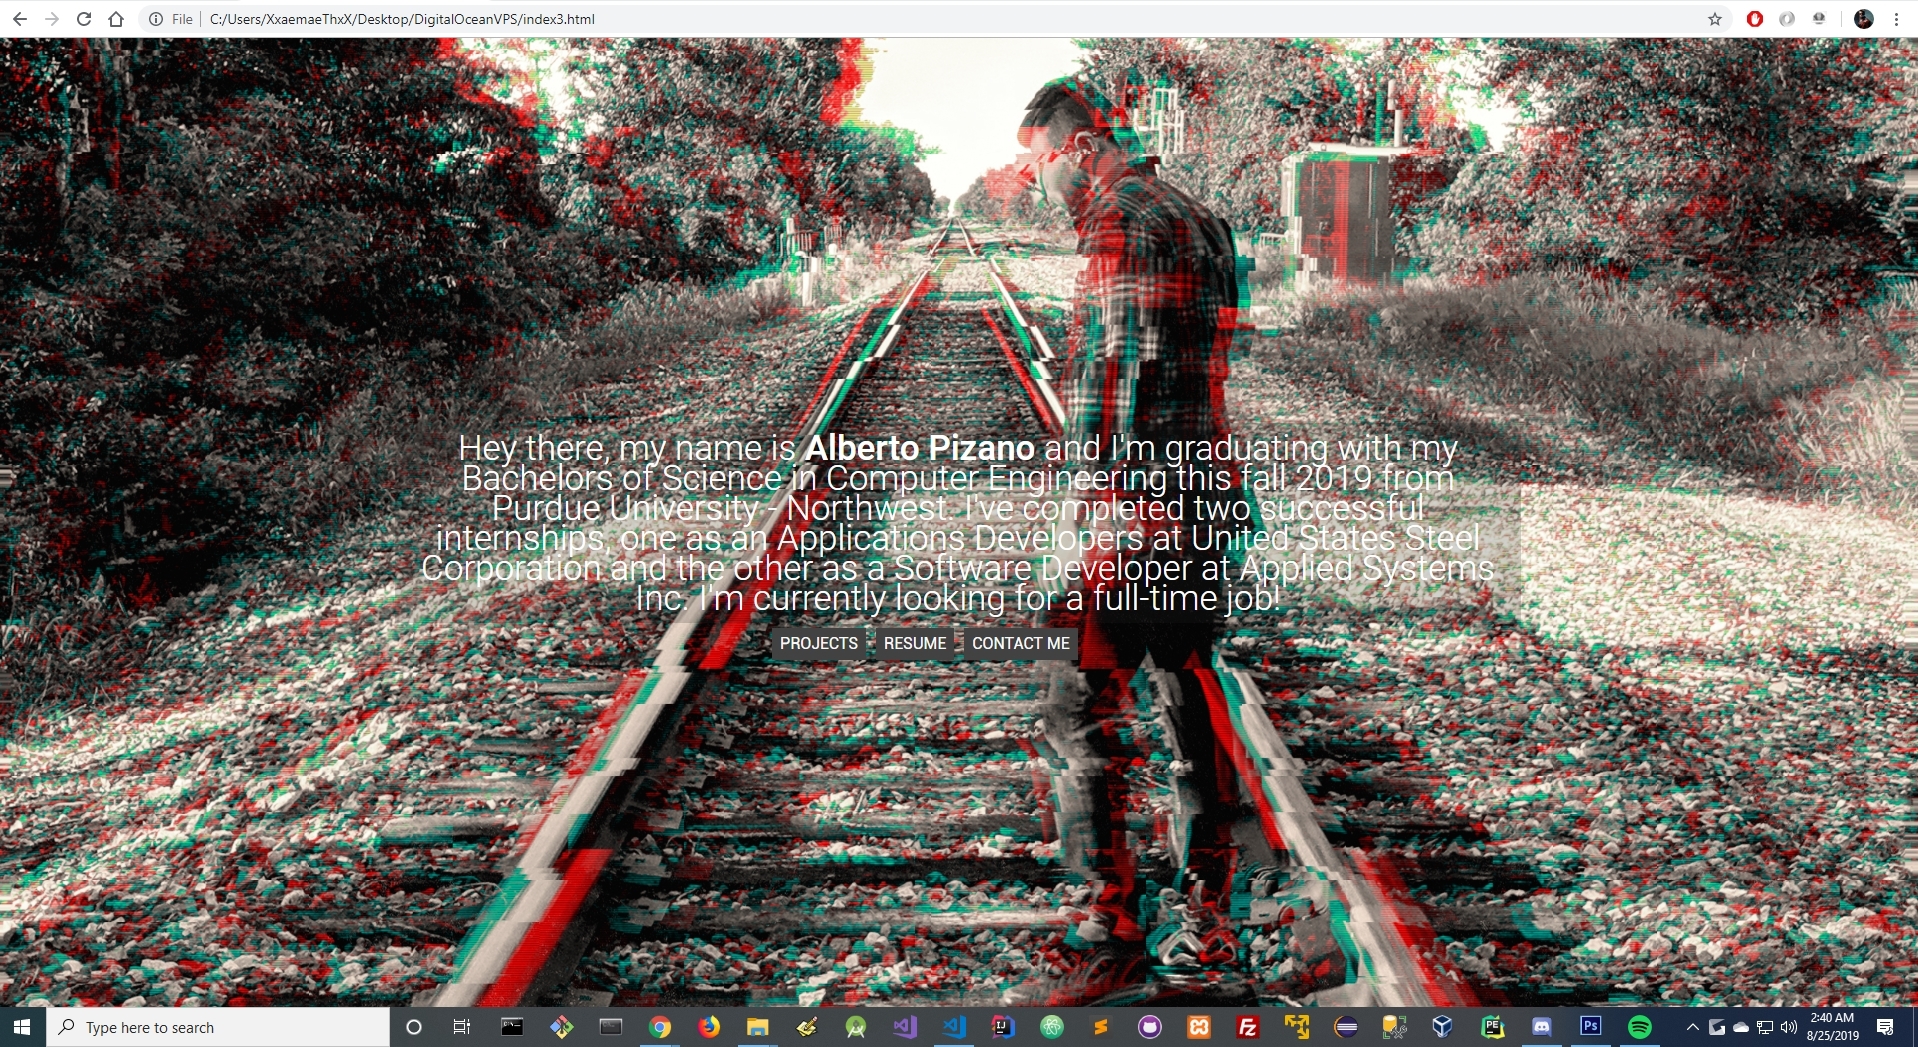 File
C:/Users/XxaemaeThxX/Desktop/DigitalOceanVPS/index3.html
Hey there, my name is Alberto Pizano and I'm graduating with my
Bachelors of Science in Computer Engineering this fall 2019 from
Purdue University - Northwest. I've completed two successful
internships, one as an Applications Developers at United States Steel
Corporation and the other as a Software Developer at Applied Systems
Inc. I'm currently looking for a full-time job!
PROJECTS RESUME CONTACT ME
Type here to search
IJ
PE
Ps
2:40 AM
8/25/2019